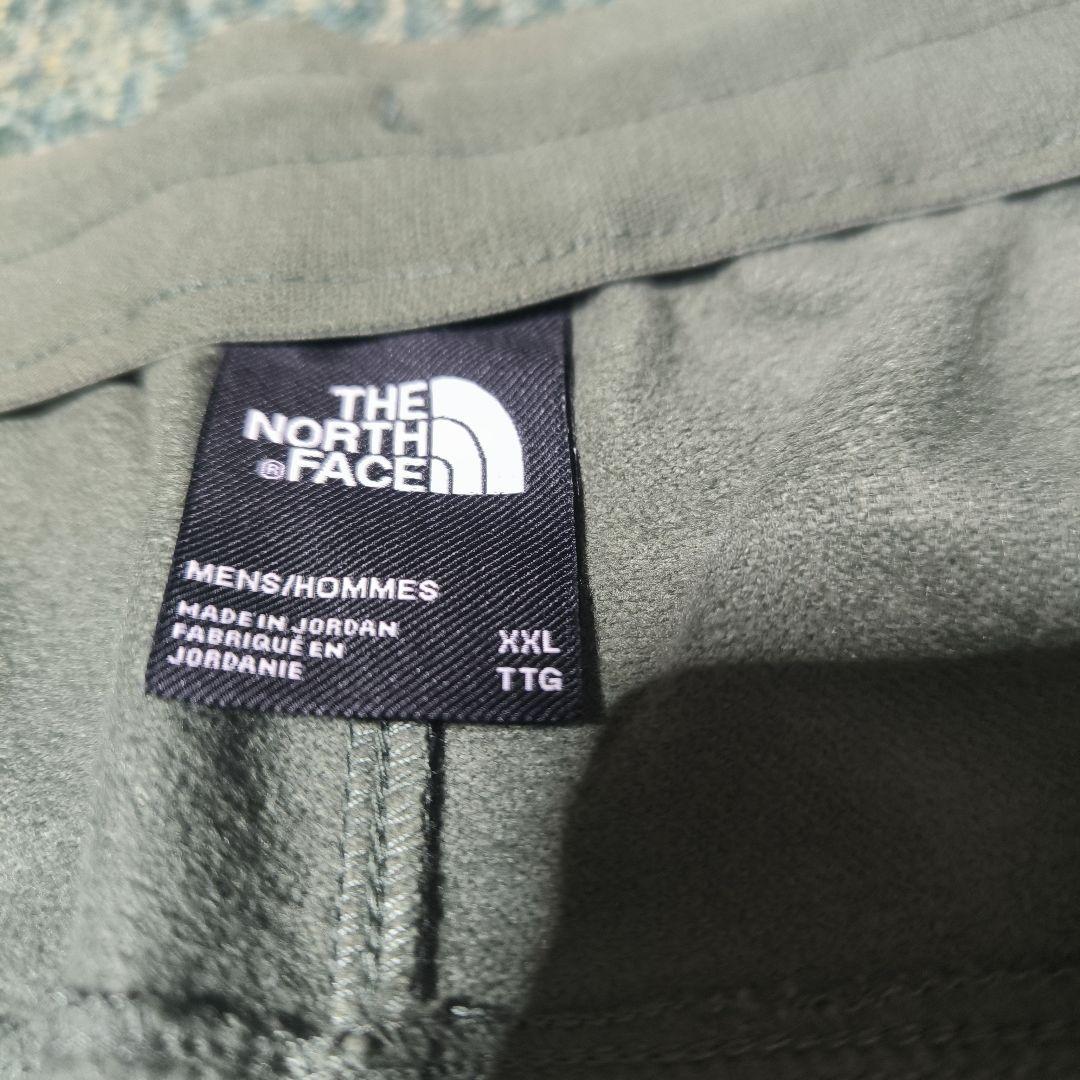 THE
NORTH
®FACE
MENS/HOMMES
MADE IN JORDAN
FABRIQUÉ EN
JORDANIE
XXL
TTG